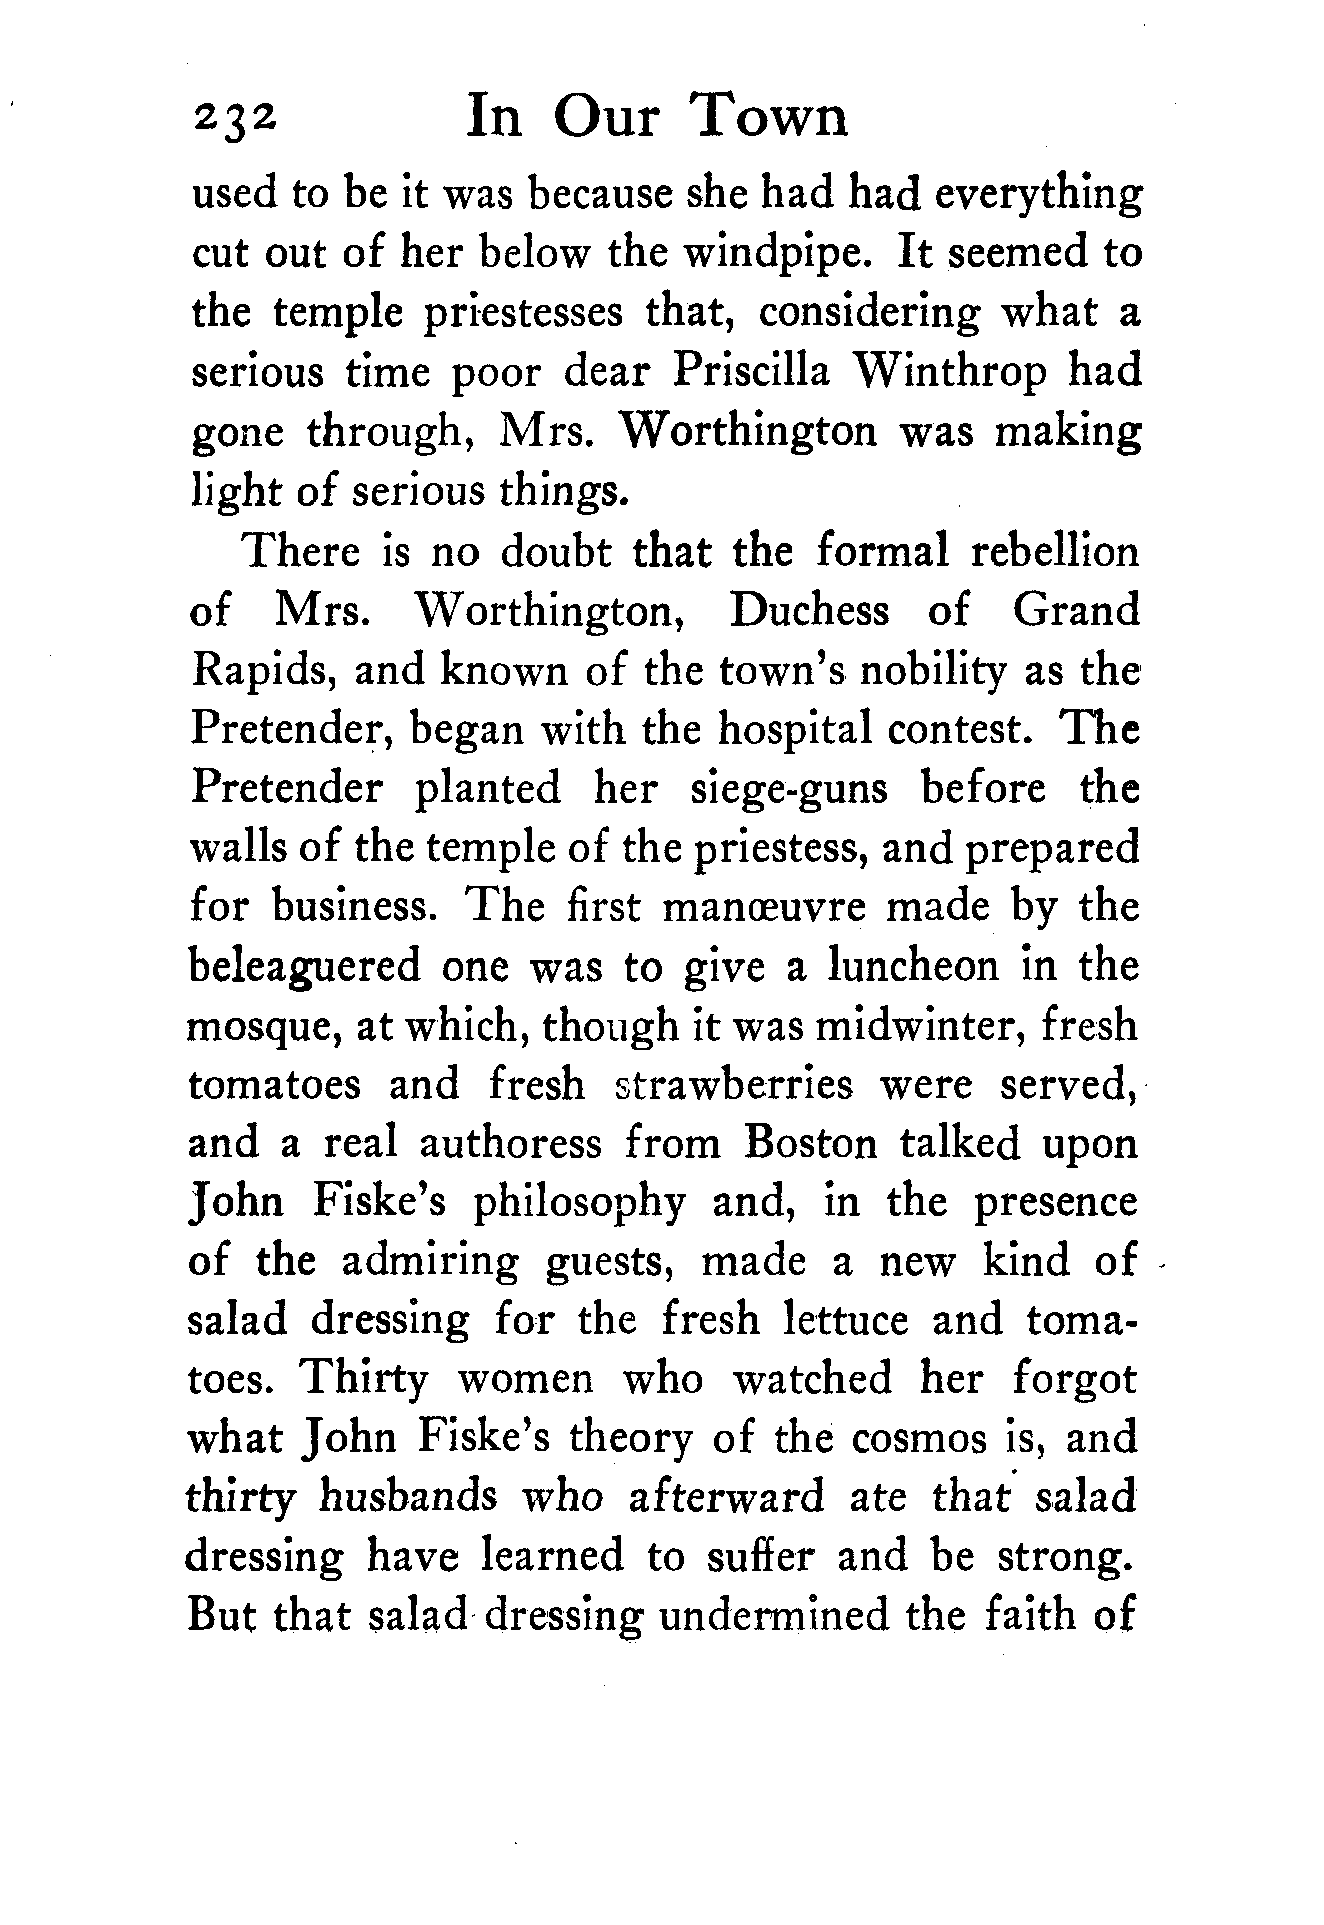 232 In Our Town
used to be it was because she had had everything
cut out of her below the windpipe. It seemed to
the temple priestesses that, considering what a
serious time poor dear Priscilla Winthrop had
gone through, Mrs. Worthington was making
light of serious things.
There is no doubt that the formal rebellion
of Mrs. Worthington, Duchess of Grand
Rapids, and known of the town's nobility as the
Pretender, began with the hospital contest. The
Pretender planted her siege-guns before the
walls of the temple of the priestess, and prepared
for business. The first manœuvre made by the
beleaguered one was to give a luncheon in the
mosque, at which, though it was midwinter, fresh
tomatoes and fresh strawberries were served,
and a real authoress from Boston talked upon
John Fiske's philosophy and, in the presence
of the admiring guests, made a new kind of
salad dressing for the fresh lettuce and toma-
toes. Thirty women who watched her forgot
what John Fiske's theory of the cosmos is, and
thirty husbands who afterward ate that salad
dressing have learned to suffer and be strong.
But that salad dressing undermined the faith of